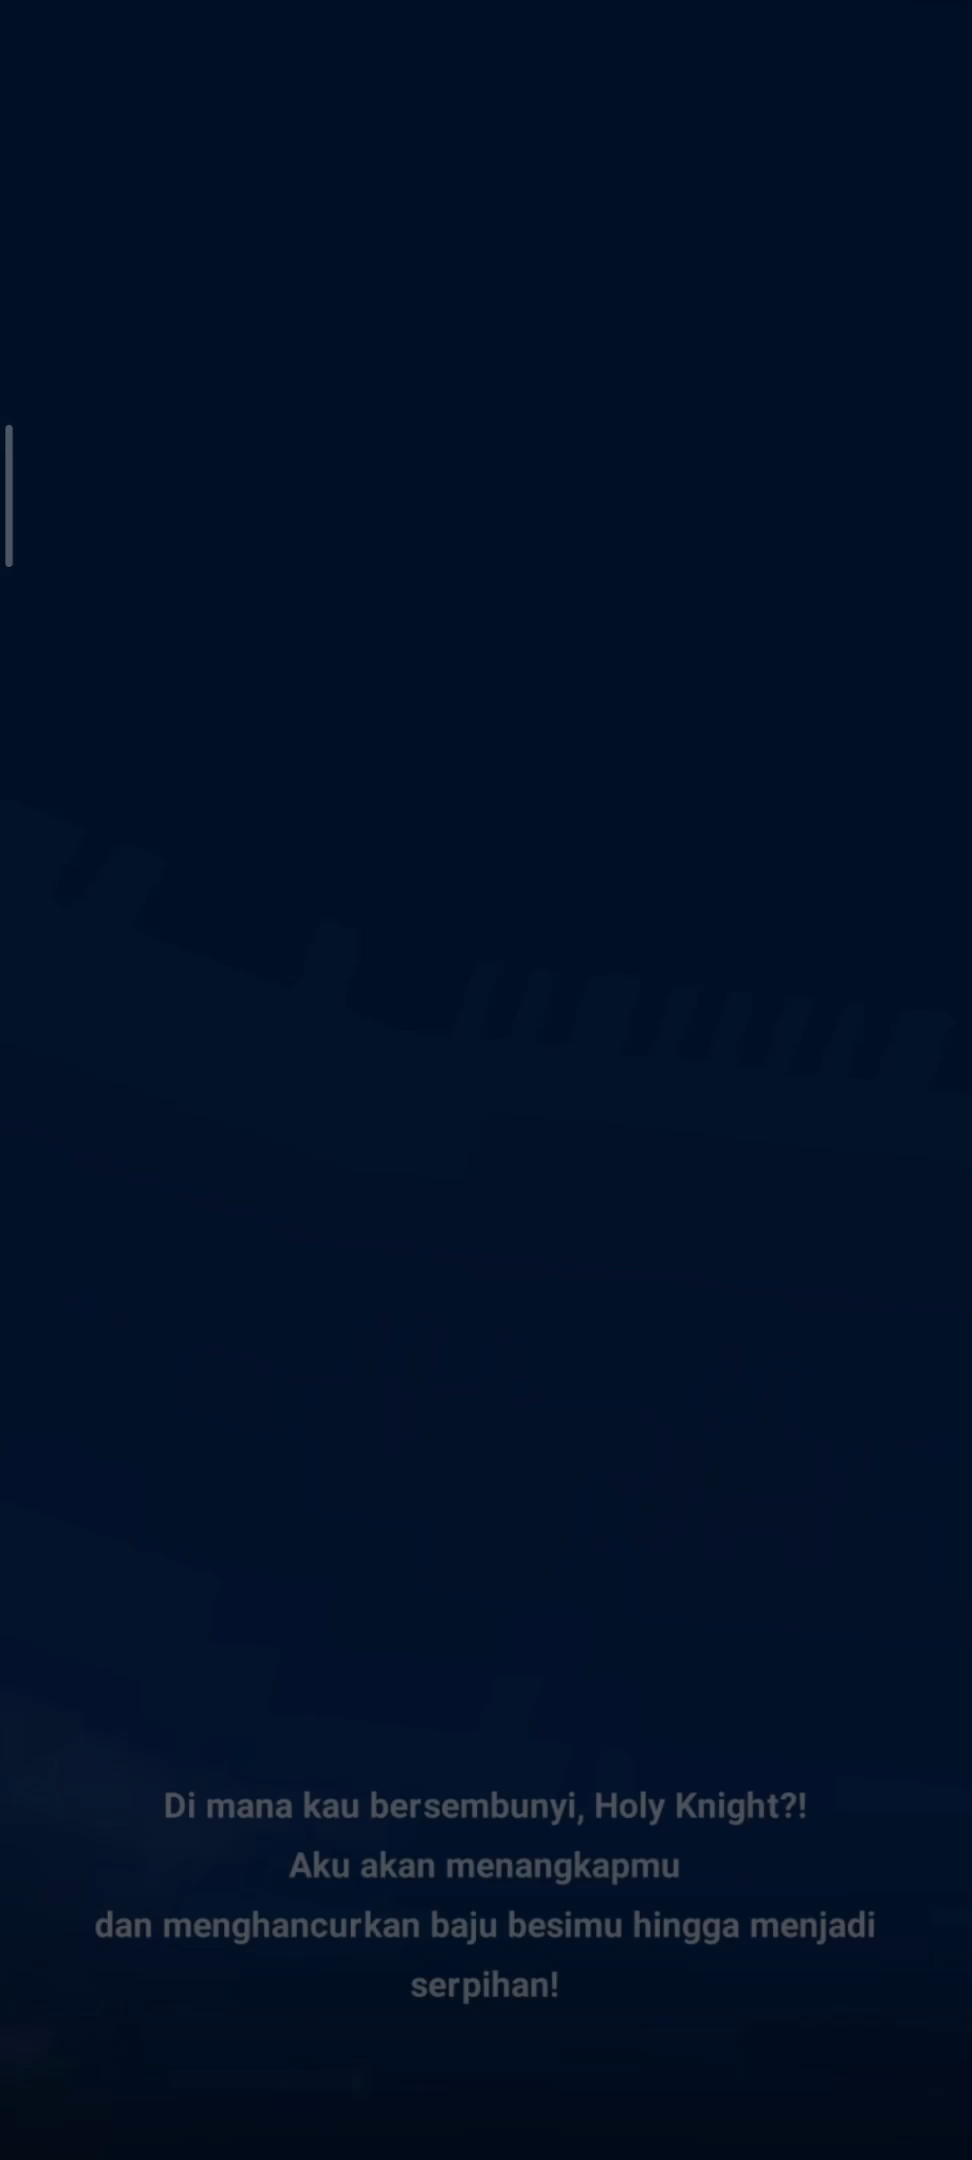 Di mana kau bersembunyi, Holy Knight?!
Aku akan menangkapmu
dan menghancurkan baju besimu hingga menjadi
serpihan!